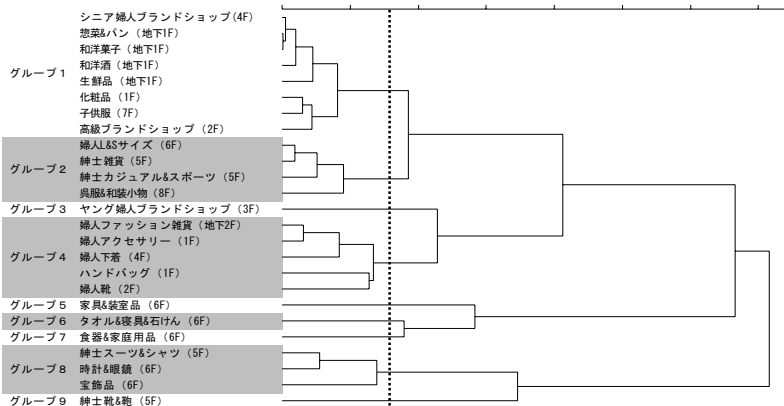 シニア婦人ブランドショップ(4F)
惣菜&パン(地下1F)
和洋菓子(地下1F)
和洋酒(地下1F)
グループ1
生鮮品(地下1F)
化粧品(1F)
子供服(7F)
高級ブランドショップ(2F)
婦人L&Sサイズ(6F)
紳士雑貨(5F)
グループ2
紳士カジュアル&スポーツ(5F)
呉服&和装小物(8F)
グループ3 ヤング婦人ブランドショップ(3F)
婦人ファッション雑貨(地下2F)
婦人アクセサリー(1F)
グループ4 婦人下着(4F)
ハンドバッグ(1F)
婦人靴(2F)
グループ5 家具&装室品(6F)
グループ6 タオル&寝具&石けん(6F)
グループ7 食器&家庭用品(6F)
紳士スーツ&シャツ(5F)
グループ8 時計&眼鏡(6F)
宝飾品(6F)
グループ9 紳士靴&鞄(5F)